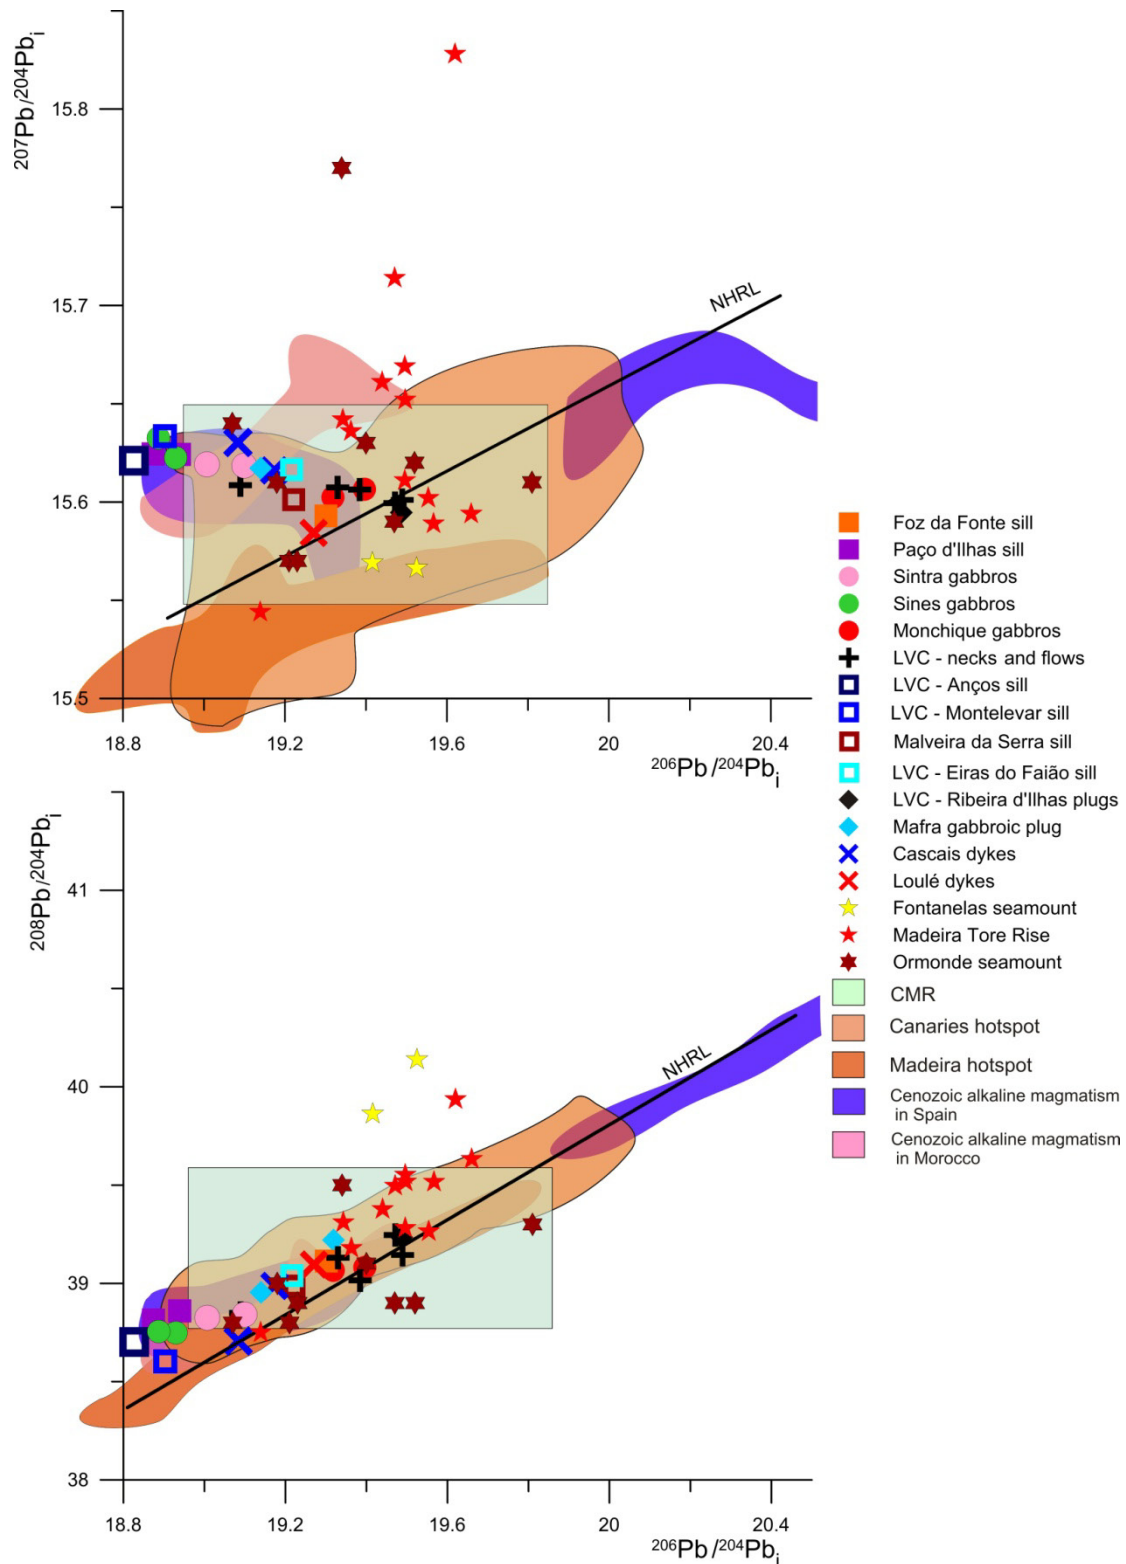 207Pb/204Pbi
15.8
15.7
15.6
15.5
NHRL
18.8 19.2 19.6 20 20.4
206Pb/204Pbi
208Pb/204Pbi
41
40
39
38
NHRL
18.8 19.2 19.6 20 20.4
206Pb/204Pbi
Foz da Fonte sill
Paço d'Ilhas sill
Sintra gabbros
Sines gabbros
Monchique gabbros
LVC - necks and flows
LVC - Anços sill
LVC - Montelevar sill
Malveira da Serra sill
LVC - Eiras do Faião sill
LVC - Ribeira d'Ilhas plugs
Mafra gabbroic plug
Cascais dykes
Loulé dykes
Fontanelas seamount
Madeira Tore Rise
Ormonde seamount
CMR
Canaries hotspot
Madeira hotspot
Cenozoic alkaline magmatism
in Spain
Cenozoic alkaline magmatism
in Morocco